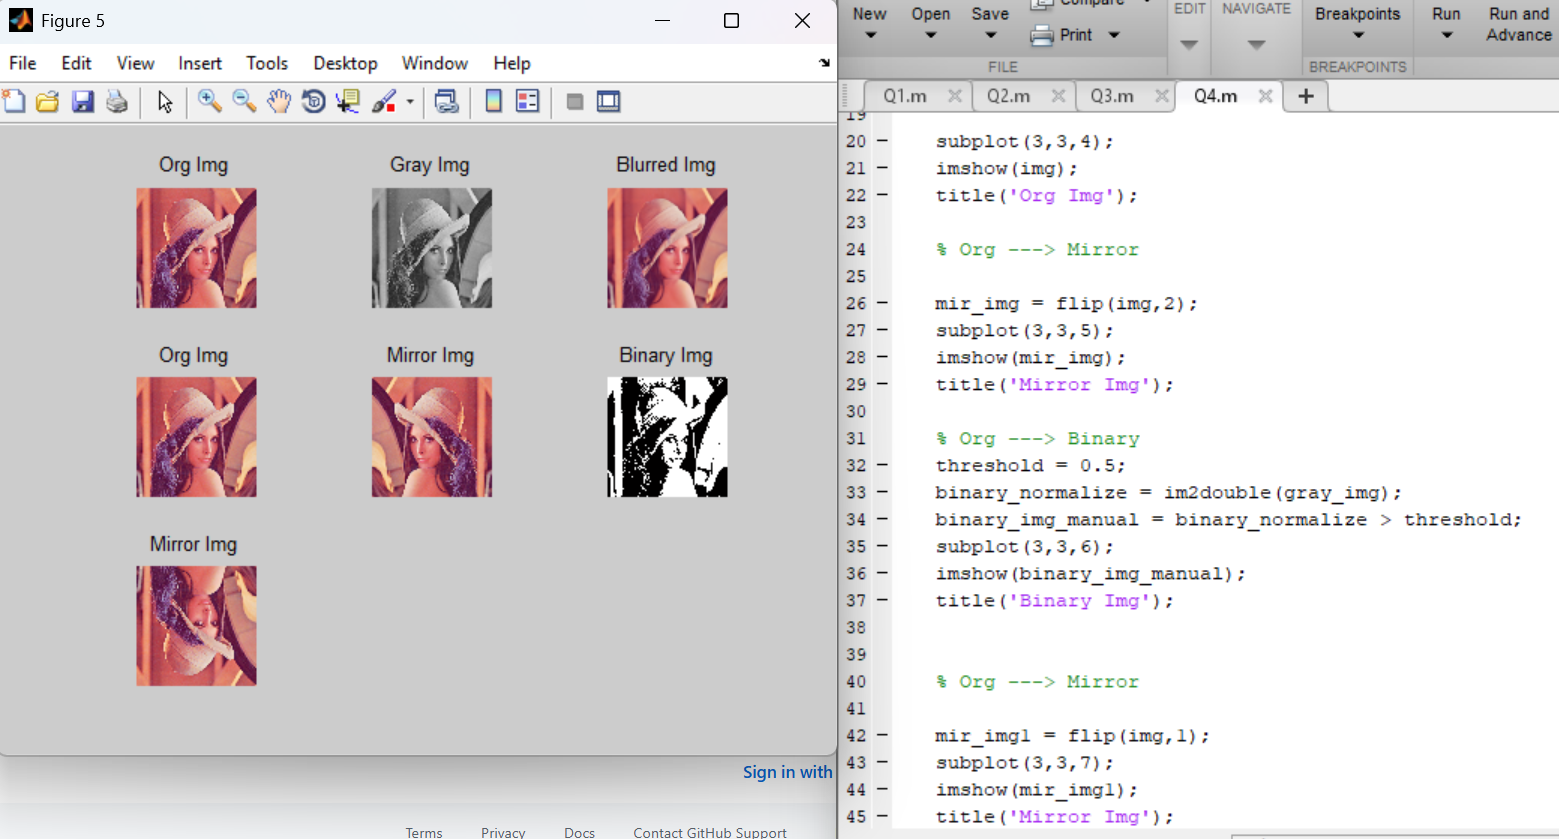 Figure 5
File Edit View Insert Tools Desktop Window Help
Org Img Gray Img Blurred Img
Org Img Mirror Img Binary Img
Mirror Img
Sign in with
Terms Privacy Docs Contact GitHub Support
New Open Save Compare EDIT NAVIGATE Breakpoints Run Run and
Print Advance
FILE BREAKPOINTS
Q1.m Q2.m Q3.m Q4.m
19
20 - subplot(3,3,4);
21 - imshow(img);
22 - title('Org Img');
23
24 % Org ---> Mirror
25
26 - mir_img = flip(img,2);
27 - subplot(3,3,5);
28 - imshow(mir_img);
29 - title('Mirror Img');
30
31 % Org ---> Binary
32 - threshold = 0.5;
33 - binary_normalize = im2double(gray_img);
34 - binary_img_manual = binary_normalize > threshold;
35 - subplot(3,3,6);
36 - imshow(binary_img_manual);
37 - title('Binary Img');
38
39
40 % Org ---> Mirror
41
42 - mir_img1 = flip(img,1);
43 - subplot(3,3,7);
44 - imshow(mir_img1);
45 - title('Mirror Img');